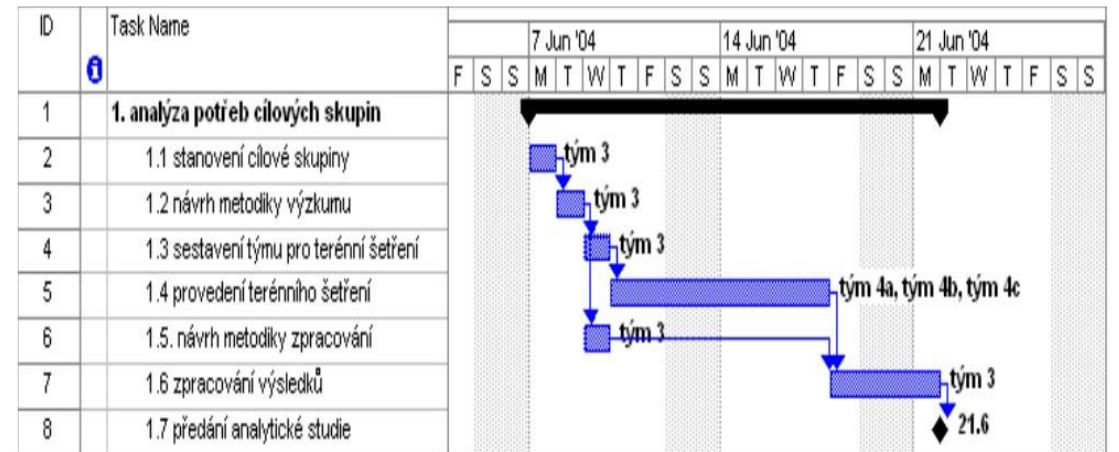 ID Task Name 7 Jun '04 14 Jun '04 21 Jun '04
F S S M T W T F S S M T W T F S S M T W T F S S
1 1. analýza potřeb cílových skupin
2 1.1 stanovení cílové skupiny tým 3
3 1.2 návrh metodiky výzkumu tým 3
4 1.3 sestavení týmu pro terénní šetření tým 3
5 1.4 provedení terénního šetření tým 4a, tým 4b, tým 4c
6 1.5. návrh metodiky zpracování tým 3
7 1.6 zpracování výsledků tým 3
8 1.7 předání analytické studie 21.6